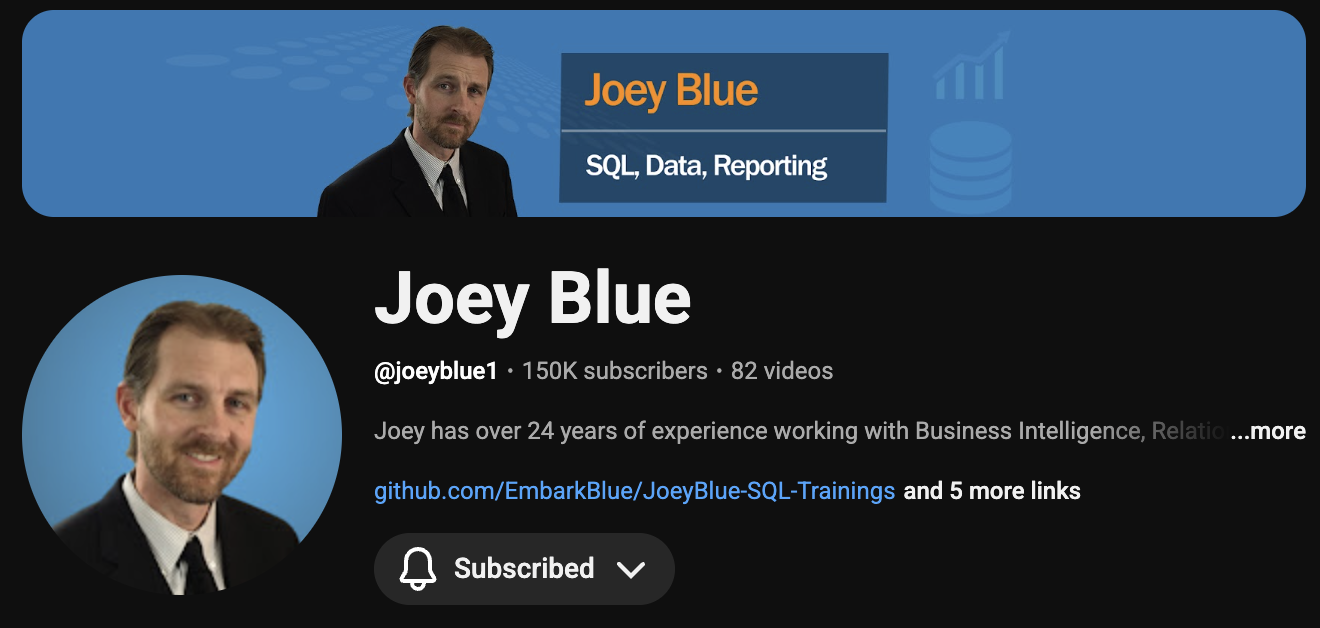 Joey Blue
SQL, Data, Reporting
Joey Blue
@joeyblue1 • 150K subscribers • 82 videos
Joey has over 24 years of experience working with Business Intelligence, Relatio ...more
github.com/EmbarkBlue/JoeyBlue-SQL-Trainings and 5 more links
Subscribed